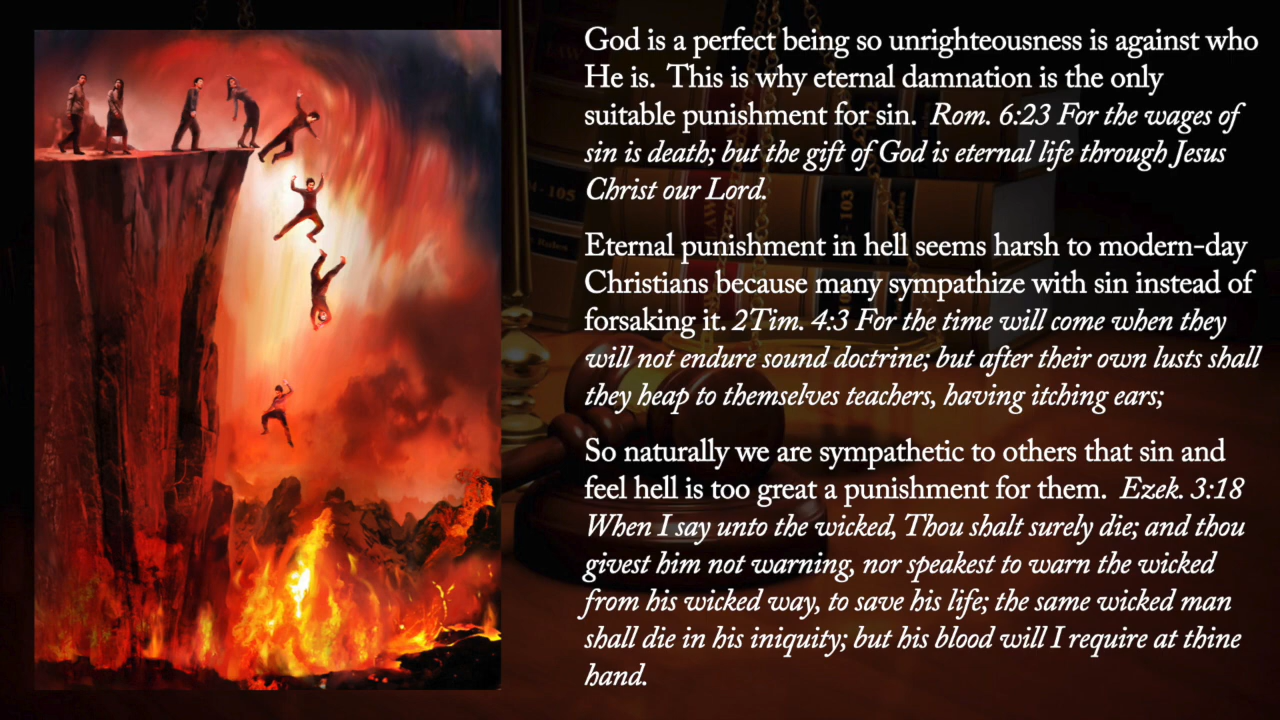 God is a perfect being so unrighteousness is against who
He is.  This is why eternal damnation is the only
suitable punishment for sin.  Rom. 6:23 For the wages of
sin is death; but the gift of God is eternal life through Jesus
Christ our Lord.
Eternal punishment in hell seems harsh to modern-day
Christians because many sympathize with sin instead of
forsaking it. 2Tim. 4:3 For the time will come when they
will not endure sound doctrine; but after their own lusts shall
they heap to themselves teachers, having itching ears;
So naturally we are sympathetic to others that sin and
feel hell is too great a punishment for them.  Ezek. 3:18
When I say unto the wicked, Thou shalt surely die; and thou
givest him not warning, nor speakest to warn the wicked
from his wicked way, to save his life; the same wicked man
shall die in his iniquity; but his blood will I require at thine
hand.